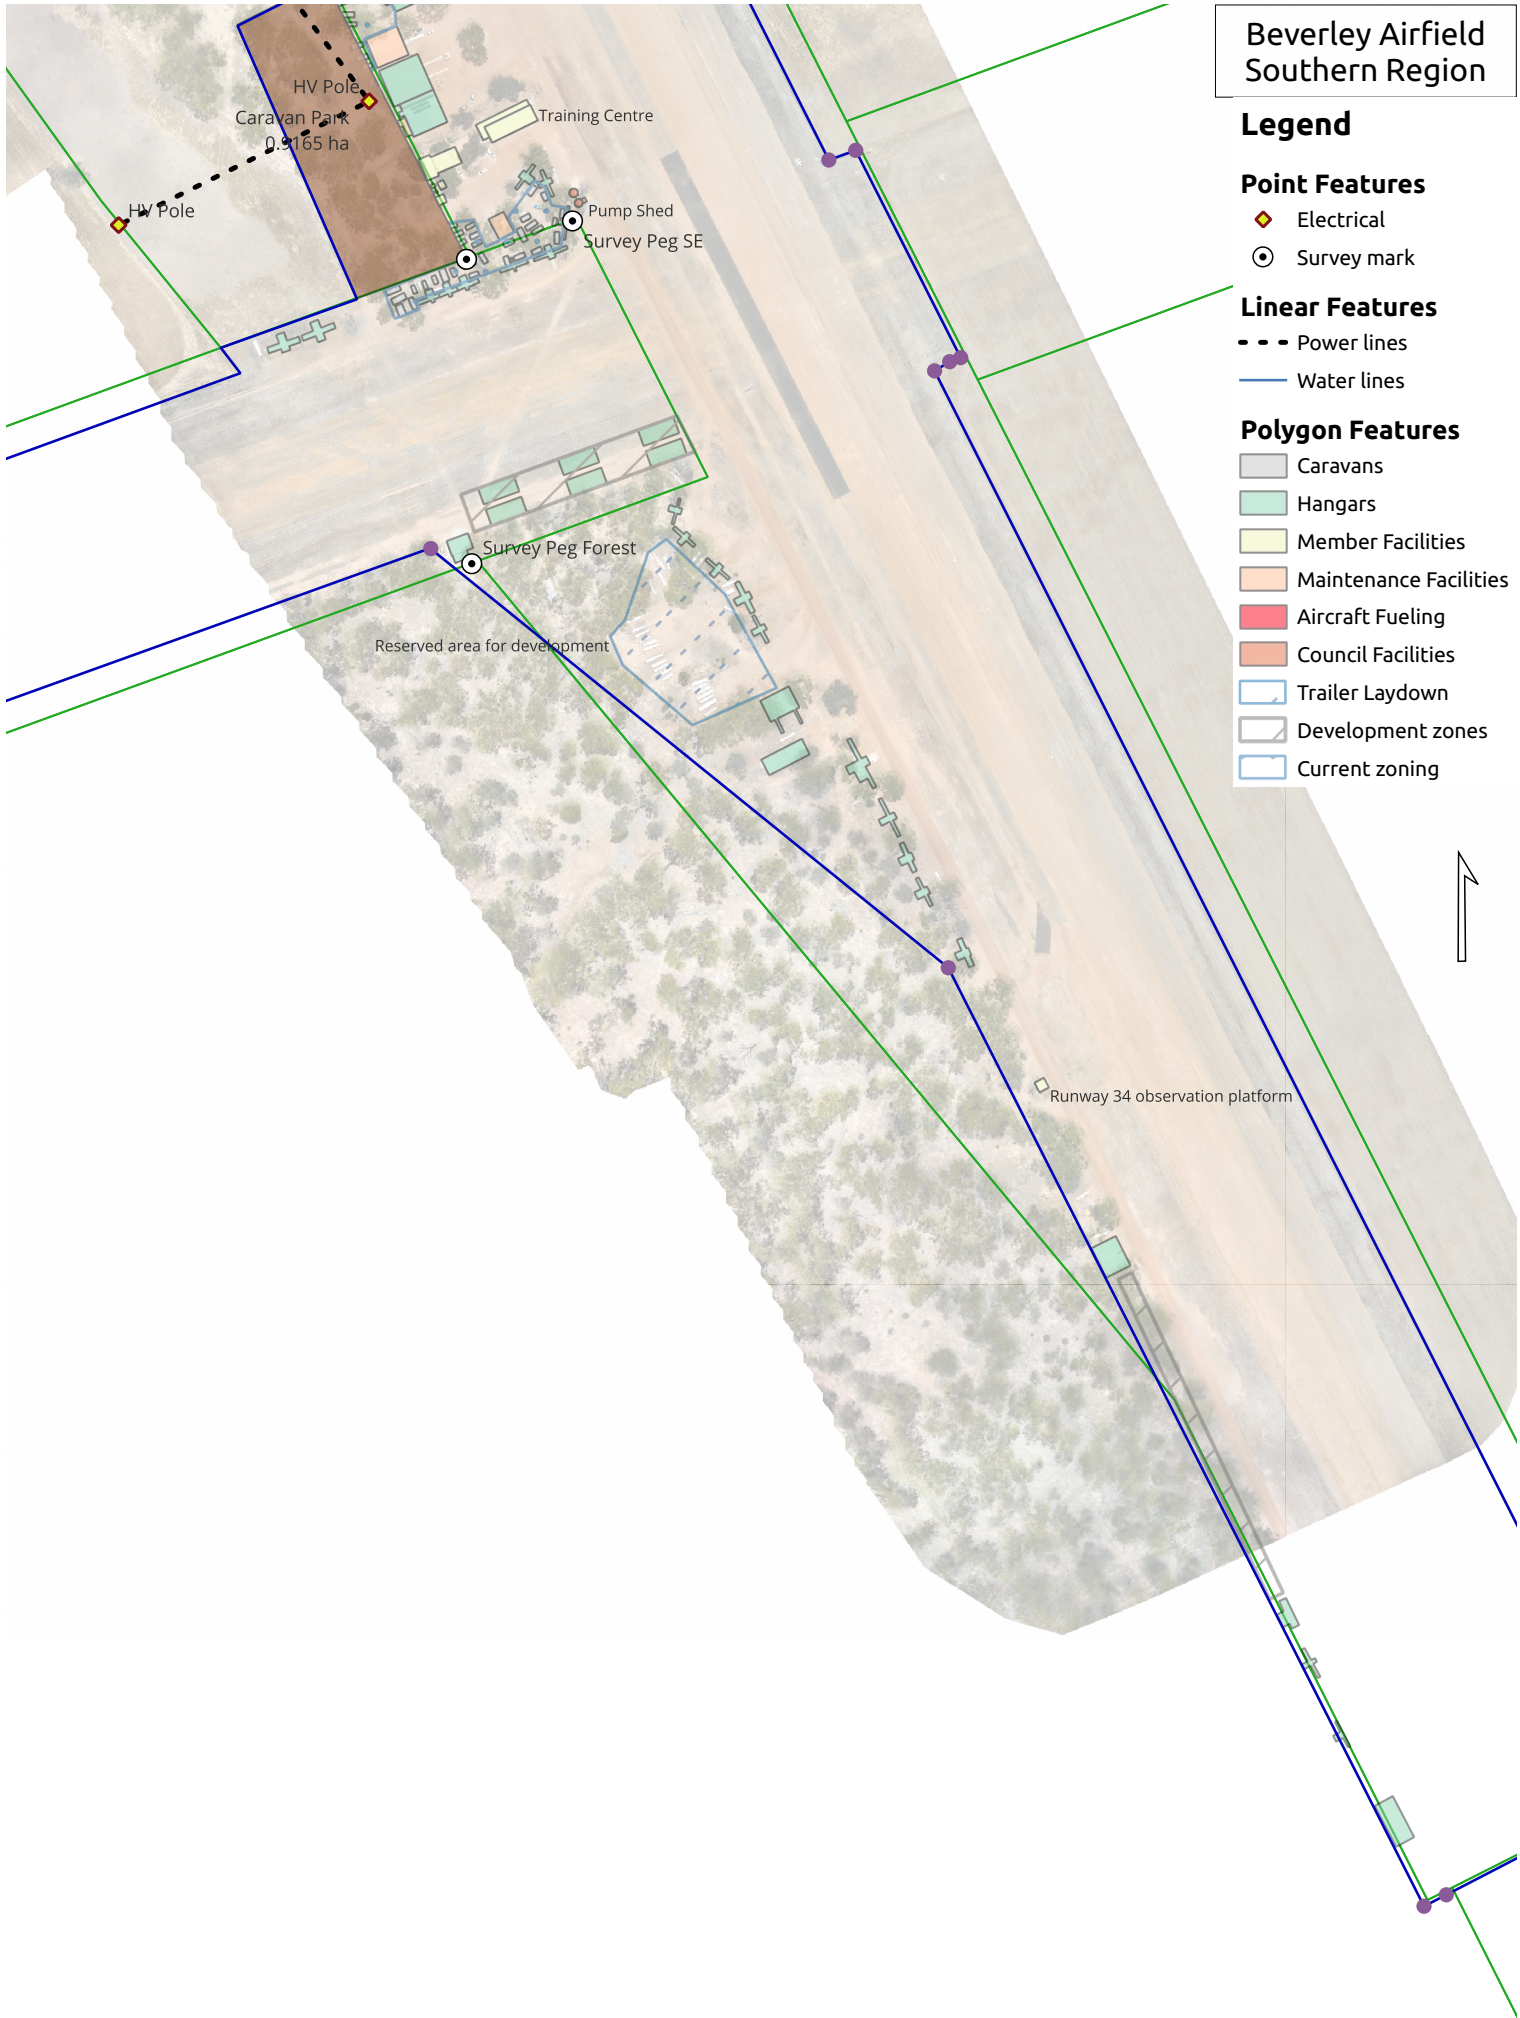 Beverley Airfield
Southern Region
Legend
Point Features
Electrical
Survey mark
Linear Features
Power lines
Water lines
Polygon Features
Caravans
Hangars
Member Facilities
Maintenance Facilities
Aircraft Fueling
Council Facilities
Trailer Laydown
Development zones
Current zoning
HV Pole
Caravan Park
0.9165 ha
HV Pole
Training Centre
Pump Shed
Survey Peg SE
Survey Peg Forest
Reserved area for development
Runway 34 observation platform